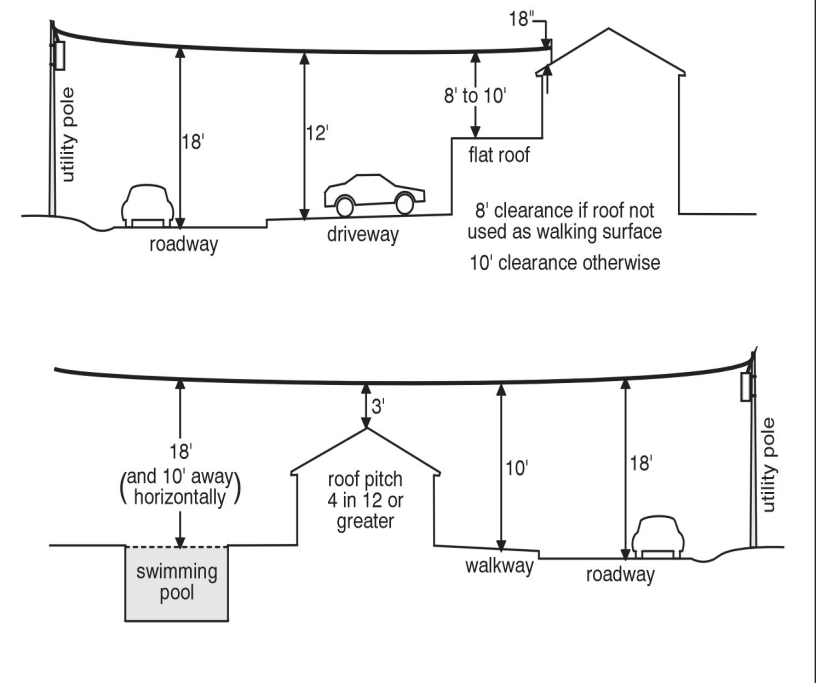 18"
utility pole
18'
12'
8' to 10'
flat roof
roadway
driveway
8' clearance if roof not
used as walking surface
10' clearance otherwise
3'
18'
(and 10' away
horizontally)
roof pitch
4 in 12 or
greater
10'
18'
utility pole
swimming
pool
walkway
roadway